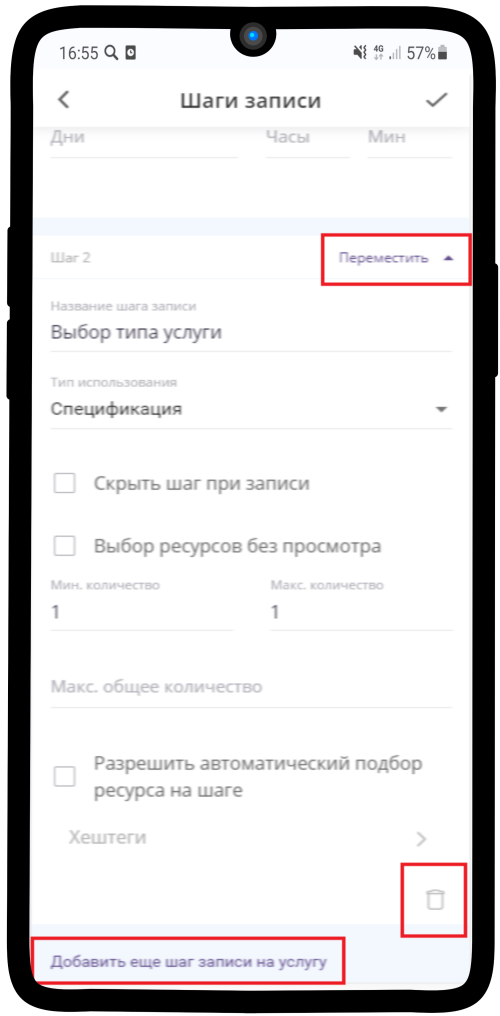 16:55 4G 57%
Шаги записи
Дни Часы Мин
Шаг 2 Переместить
Название шага записи
Выбор типа услуги
Тип использования
Спецификация
Скрыть шаг при записи
Выбор ресурсов без просмотра
Мин. количество Макс. количество
1 1
Макс. общее количество
Разрешить автоматический подбор
ресурса на шаге
Хештеги
Добавить еще шаг записи на услугу